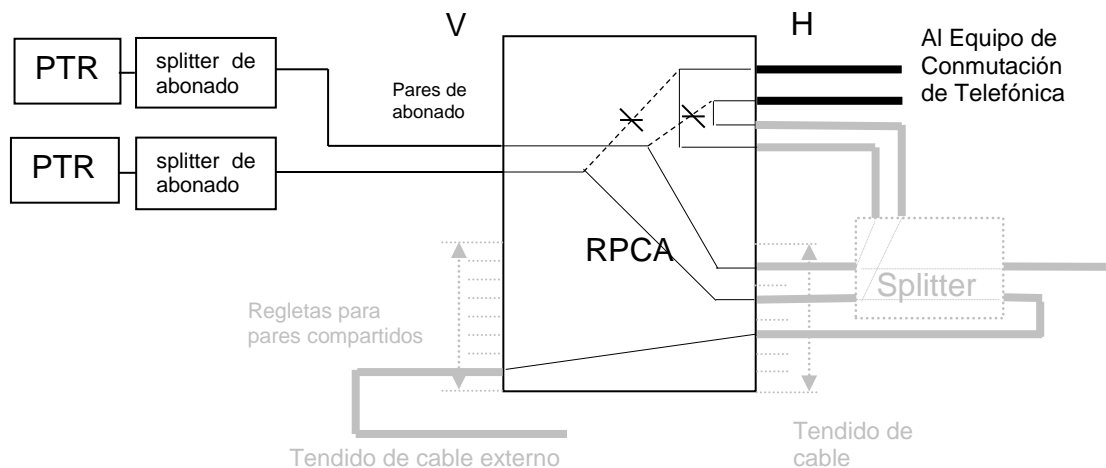 V
H
PTR
splitter de
abonado
Pares de
abonado
Al Equipo de
Conmutación
de Telefónica
PTR
splitter de
abonado
RPCA
Splitter
Regletas para
pares compartidos
Tendido de cable externo
Tendido de
cable